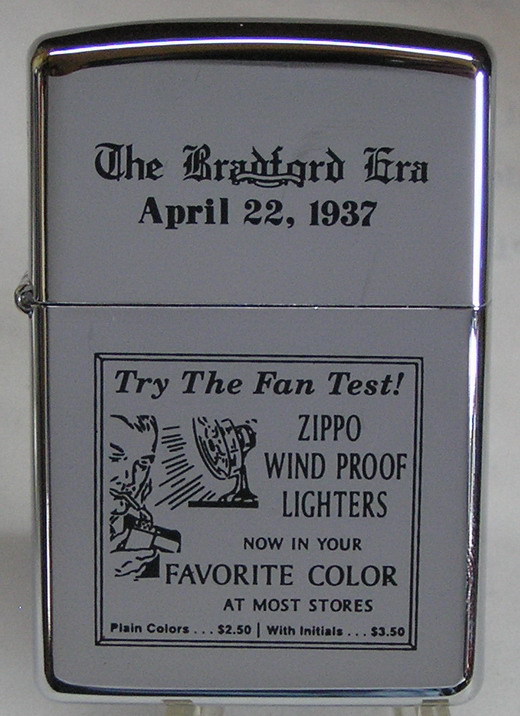 The Bradford Era
April 22, 1937
Try The Fan Test!
ZIPPO
WIND PROOF
LIGHTERS
NOW IN YOUR
FAVORITE COLOR
AT MOST STORES
Plain Colors . . . $2.50 | With Initials . . . $3.50